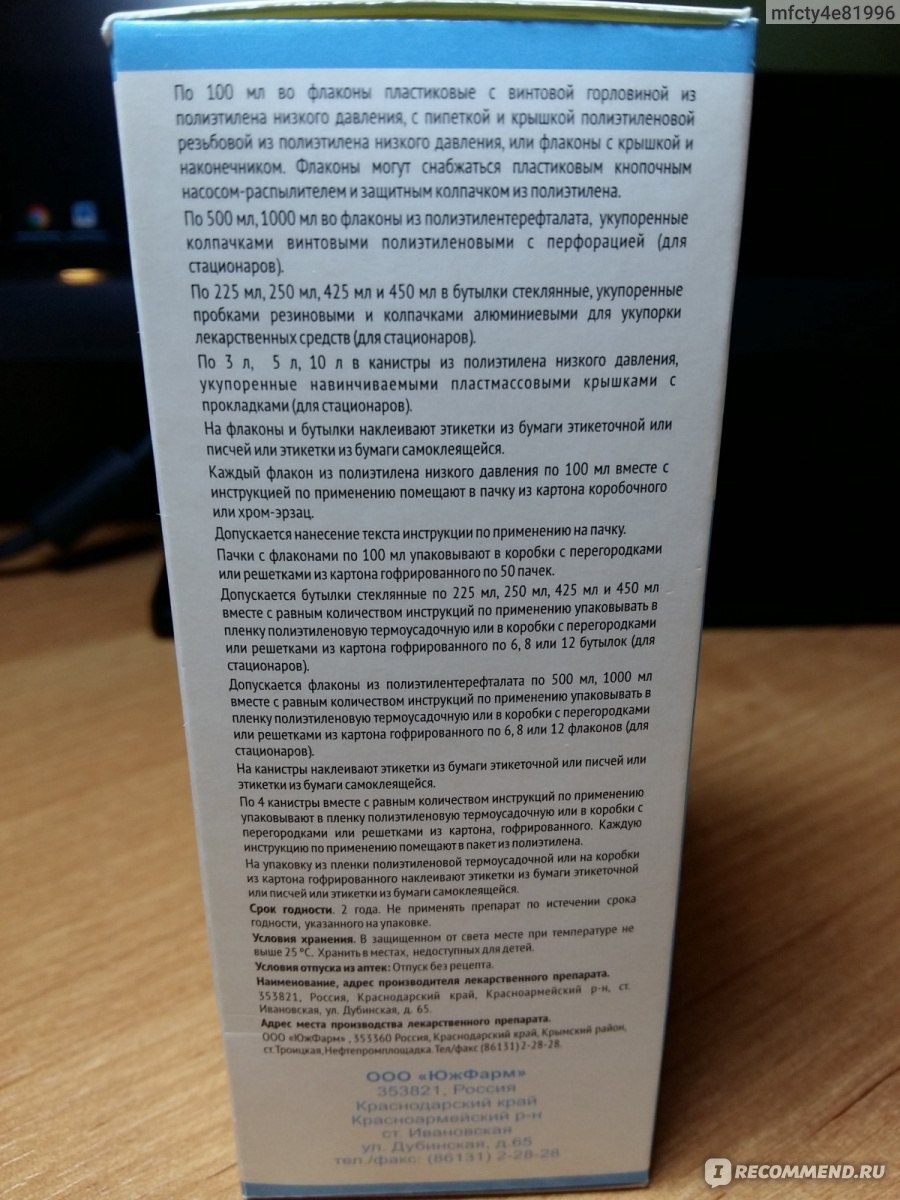 mfcty4e81996
По 100 мл во флаконы пластиковые с винтовой горловиной из
полиэтилена низкого давления, с пипеткой и крышкой полиэтиленовой
резьбовой из полиэтилена низкого давления, или флаконы с крышкой и
наконечником. Флаконы могут снабжаться пластиковым кнопочным
насосом-распылителем и защитным колпачком из полиэтилена.
По 500 мл, 1000 мл во флаконы из полиэтилентерефталата, укупоренные
колпачками винтовыми полиэтиленовыми с перфорацией (для
стационаров).
По 225 мл, 250 мл, 425 мл и 450 мл в бутылки стеклянные, укупоренные
пробками резиновыми и колпачками алюминиевыми для укупорки
лекарственных средств (для стационаров).
По 3 л, 5 л, 10 л в канистры из полиэтилена низкого давления,
укупоренные навинчиваемыми пластмассовыми крышками с
прокладками (для стационаров).
На флаконы и бутылки наклеивают этикетки из бумаги этикеточной или
писчей или этикетки из бумаги самоклеящейся.
Каждый флакон из полиэтилена низкого давления по 100 мл вместе с
инструкцией по применению помещают в пачку из картона коробочного
или хром-эрзац.
Допускается нанесение текста инструкции по применению на пачку.
Пачки с флаконами по 100 мл упаковывают в коробки с перегородками
или решетками из картона гофрированного по 50 пачек.
Допускается бутылки стеклянные по 225 мл, 250 мл, 425 мл и 450 мл
вместе с равным количеством инструкций по применению упаковывать в
пленку полиэтиленовую термоусадочную или в коробки с перегородками
или решетками из картона гофрированного по 6, 8 или 12 бутылок (для
стационаров).
Допускается флаконы из полиэтилентерефталата по 500 мл, 1000 мл
вместе с равным количеством инструкций по применению упаковывать в
пленку полиэтиленовую термоусадочную или в коробки с перегородками
или решетками из картона гофрированного по 6, 8 или 12 флаконов (для
стационаров).
На канистры наклеивают этикетки из бумаги этикеточной или писчей или
этикетки из бумаги самоклеящейся.
По 4 канистры вместе с равным количеством инструкций по применению
упаковывают в пленку полиэтиленовую термоусадочную или в коробки с
перегородками или решетками из картона, гофрированного. Каждую
инструкцию по применению помещают в пакет из полиэтилена.
На упаковку из пленки полиэтиленовой термоусадочной или на коробки
из картона гофрированного наклеивают этикетки из бумаги этикеточной
или писчей или этикетки из бумаги самоклеящейся.
Срок годности. 2 года. Не применять препарат по истечении срока
годности, указанного на упаковке.
Условия хранения. В защищенном от света месте при температуре не
выше 25 °С. Хранить в местах, недоступных для детей.
Условия отпуска из аптек: Отпуск без рецепта.
Наименование, адрес производителя лекарственного препарата.
353821, Россия, Краснодарский край, Красноармейский р-н, ст.
Ивановская, ул. Дубинская, д. 65.
Адрес места производства лекарственного препарата.
ООО «ЮжФарм» , 353360 Россия, Краснодарский край, Крымский район,
ст. Троицкая, Нефтепромплощадка. Тел/факс (86131) 2-28-28.
ООО «ЮжФарм»
353821, Россия
Краснодарский край
Красноармейский р-н
ст. Ивановская
ул. Дубинская, д.65
тел./факс: (86131) 2-28-28
I RECOMMEND.RU